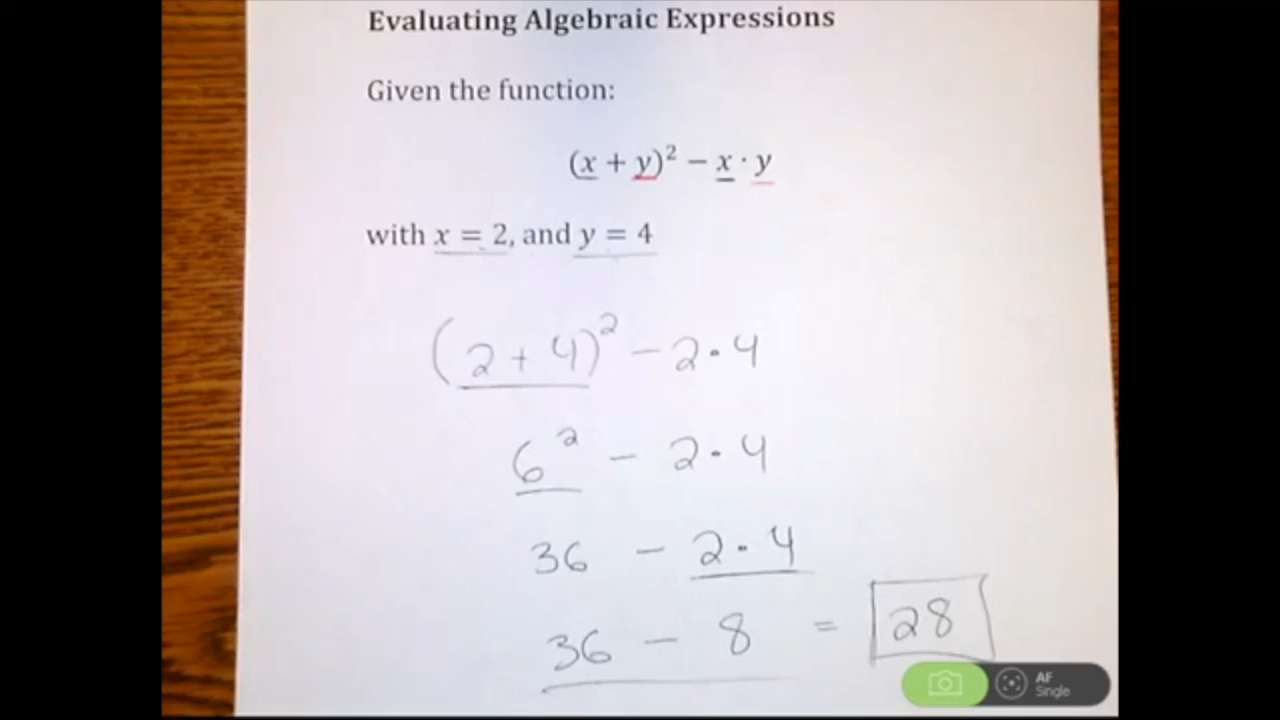 Evaluating Algebraic Expressions
Given the function:
(x + y)² − x · y
with x = 2, and y = 4
(2 + 4)² − 2 · 4
6² − 2 · 4
36 − 2 · 4
36 − 8 = 28
AF
Single